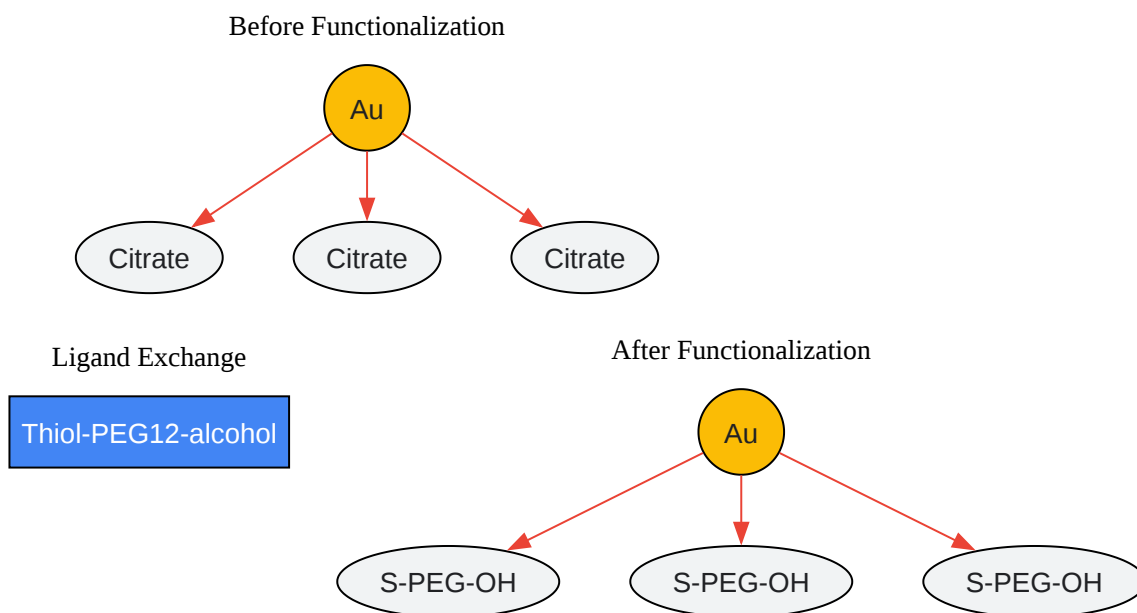 Before Functionalization
Au
Citrate Citrate Citrate
Ligand Exchange
Thiol-PEG12-alcohol
After Functionalization
Au
S-PEG-OH S-PEG-OH S-PEG-OH